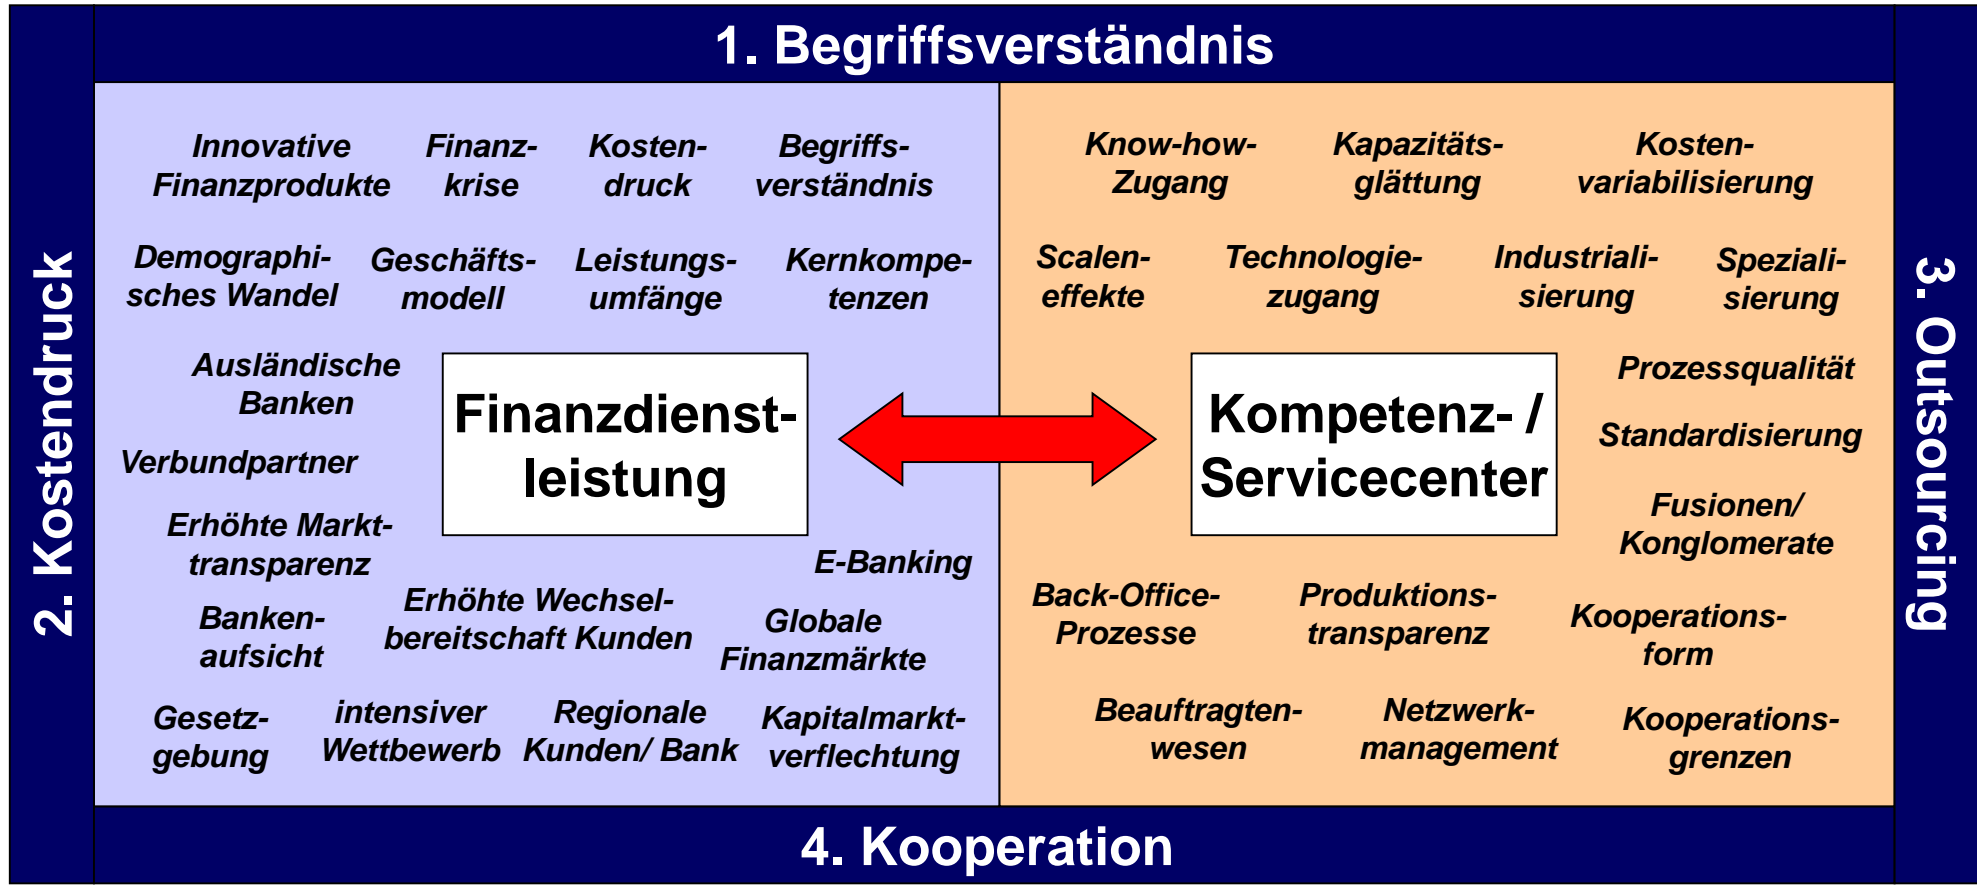 1. Begriffsverständnis
2. Kostendruck
Innovative
Finanzprodukte
Finanz-
krise
Kosten-
druck
Begriffs-
verständnis
Demographi-
sches Wandel
Geschäfts-
modell
Leistungs-
umfänge
Kernkompe-
tenzen
Ausländische
Banken
Verbundpartner
Finanzdienst-
leistung
Erhöhte Markt-
transparenz
E-Banking
Banken-
aufsicht
Erhöhte Wechsel-
bereitschaft Kunden
Globale
Finanzmärkte
Gesetz-
gebung
intensiver
Wettbewerb
Regionale
Kunden/ Bank
Kapitalmarkt-
verflechtung
Know-how-
Zugang
Kapazitäts-
glättung
Kosten-
variabilisierung
Scalen-
effekte
Technologie-
zugang
Industriali-
sierung
Speziali-
sierung
Kompetenz- /
Servicecenter
Prozessqualität
Standardisierung
Fusionen/
Konglomerate
Back-Office-
Prozesse
Produktions-
transparenz
Kooperations-
form
Beauftragten-
wesen
Netzwerk-
management
Kooperations-
grenzen
3. Outsourcing
4. Kooperation